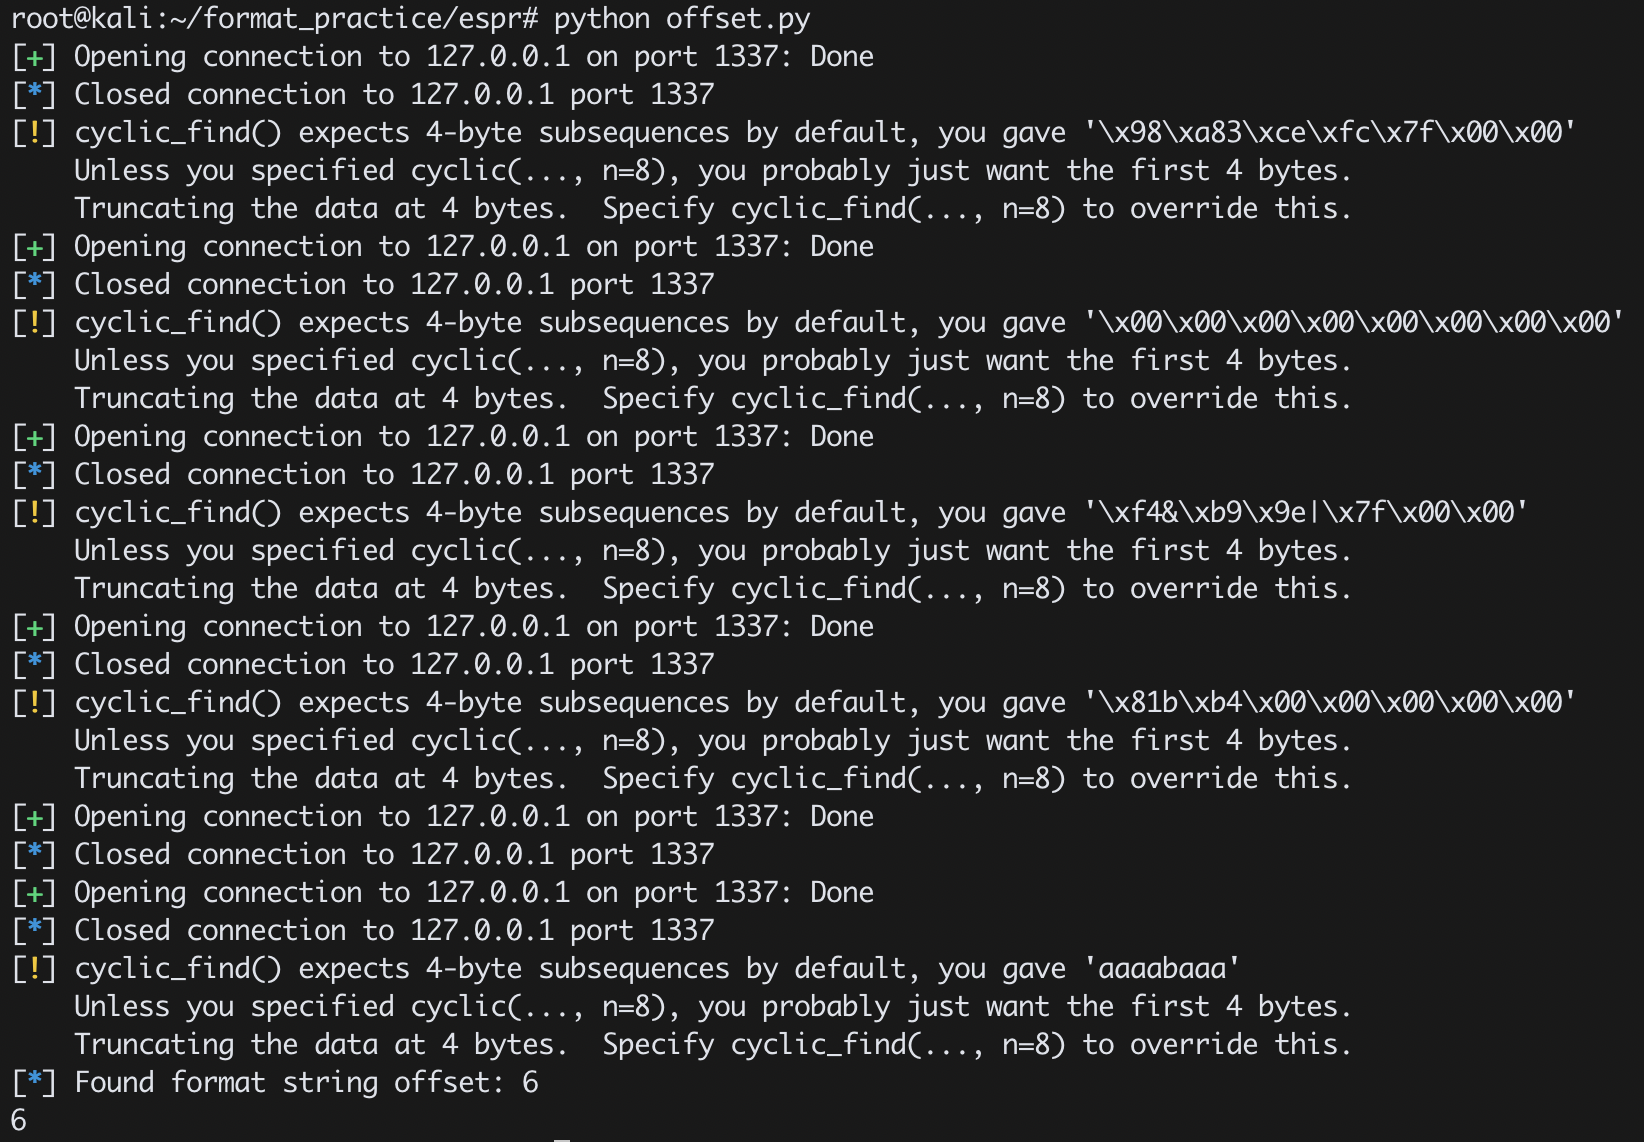 root@kali:~/format_practice/espr# python offset.py
[+] Opening connection to 127.0.0.1 on port 1337: Done
[*] Closed connection to 127.0.0.1 port 1337
[!] cyclic_find() expects 4-byte subsequences by default, you gave '\x98\xa83\xce\xfc\x7f\x00\x00'
    Unless you specified cyclic(..., n=8), you probably just want the first 4 bytes.
    Truncating the data at 4 bytes.  Specify cyclic_find(..., n=8) to override this.
[+] Opening connection to 127.0.0.1 on port 1337: Done
[*] Closed connection to 127.0.0.1 port 1337
[!] cyclic_find() expects 4-byte subsequences by default, you gave '\x00\x00\x00\x00\x00\x00\x00\x00'
    Unless you specified cyclic(..., n=8), you probably just want the first 4 bytes.
    Truncating the data at 4 bytes.  Specify cyclic_find(..., n=8) to override this.
[+] Opening connection to 127.0.0.1 on port 1337: Done
[*] Closed connection to 127.0.0.1 port 1337
[!] cyclic_find() expects 4-byte subsequences by default, you gave '\xf4&\xb9\x9e|\x7f\x00\x00'
    Unless you specified cyclic(..., n=8), you probably just want the first 4 bytes.
    Truncating the data at 4 bytes.  Specify cyclic_find(..., n=8) to override this.
[+] Opening connection to 127.0.0.1 on port 1337: Done
[*] Closed connection to 127.0.0.1 port 1337
[!] cyclic_find() expects 4-byte subsequences by default, you gave '\x81b\xb4\x00\x00\x00\x00\x00'
    Unless you specified cyclic(..., n=8), you probably just want the first 4 bytes.
    Truncating the data at 4 bytes.  Specify cyclic_find(..., n=8) to override this.
[+] Opening connection to 127.0.0.1 on port 1337: Done
[*] Closed connection to 127.0.0.1 port 1337
[+] Opening connection to 127.0.0.1 on port 1337: Done
[*] Closed connection to 127.0.0.1 port 1337
[!] cyclic_find() expects 4-byte subsequences by default, you gave 'aaaabaaa'
    Unless you specified cyclic(..., n=8), you probably just want the first 4 bytes.
    Truncating the data at 4 bytes.  Specify cyclic_find(..., n=8) to override this.
[*] Found format string offset: 6
6